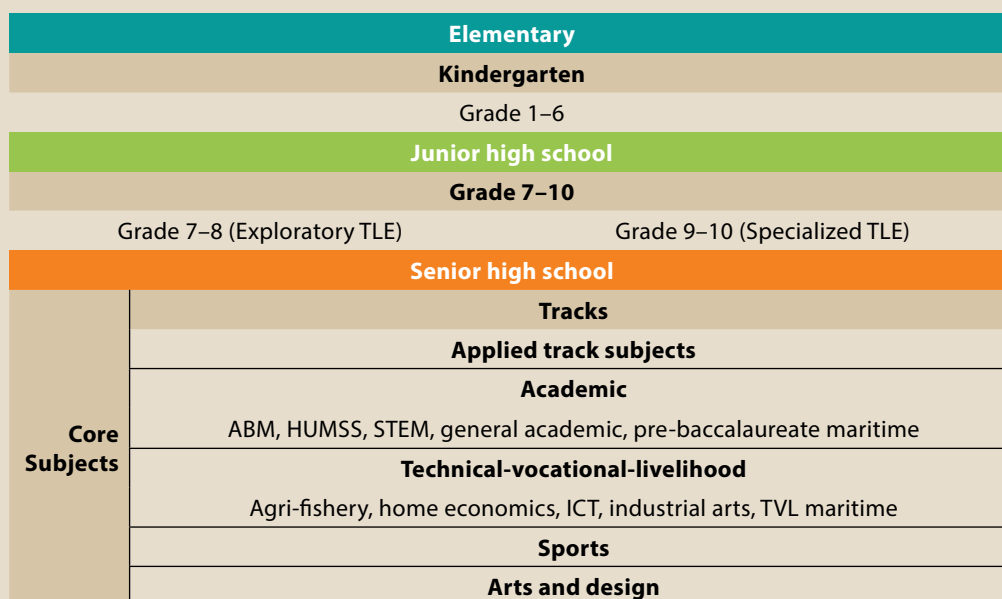 Elementary
Kindergarten
Grade 1–6
Junior high school
Grade 7–10
Grade 7–8 (Exploratory TLE)
Grade 9–10 (Specialized TLE)
Senior high school
Core
Subjects
Tracks
Applied track subjects
Academic
ABM, HUMSS, STEM, general academic, pre-baccalaureate maritime
Technical-vocational-livelihood
Agri-fishery, home economics, ICT, industrial arts, TVL maritime
Sports
Arts and design